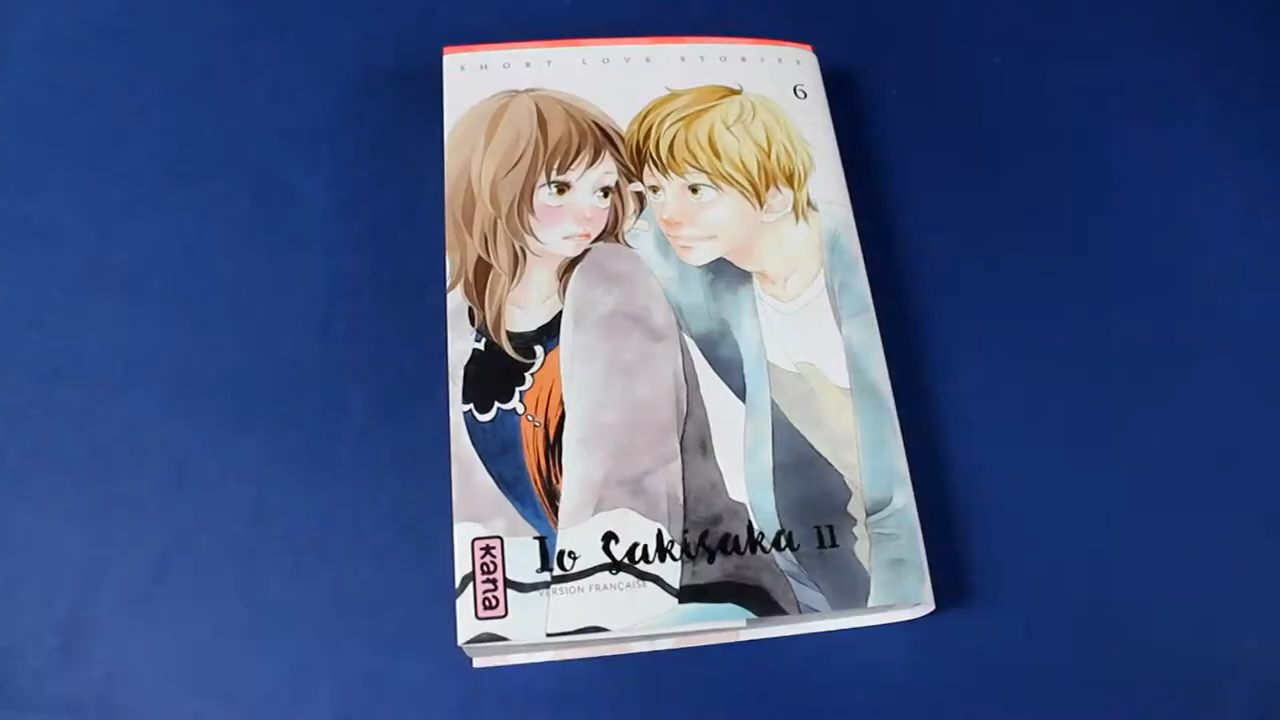 SHORT LOVE STORIES
6
Io Sakisaka II
VERSION FRANÇAISE
kana